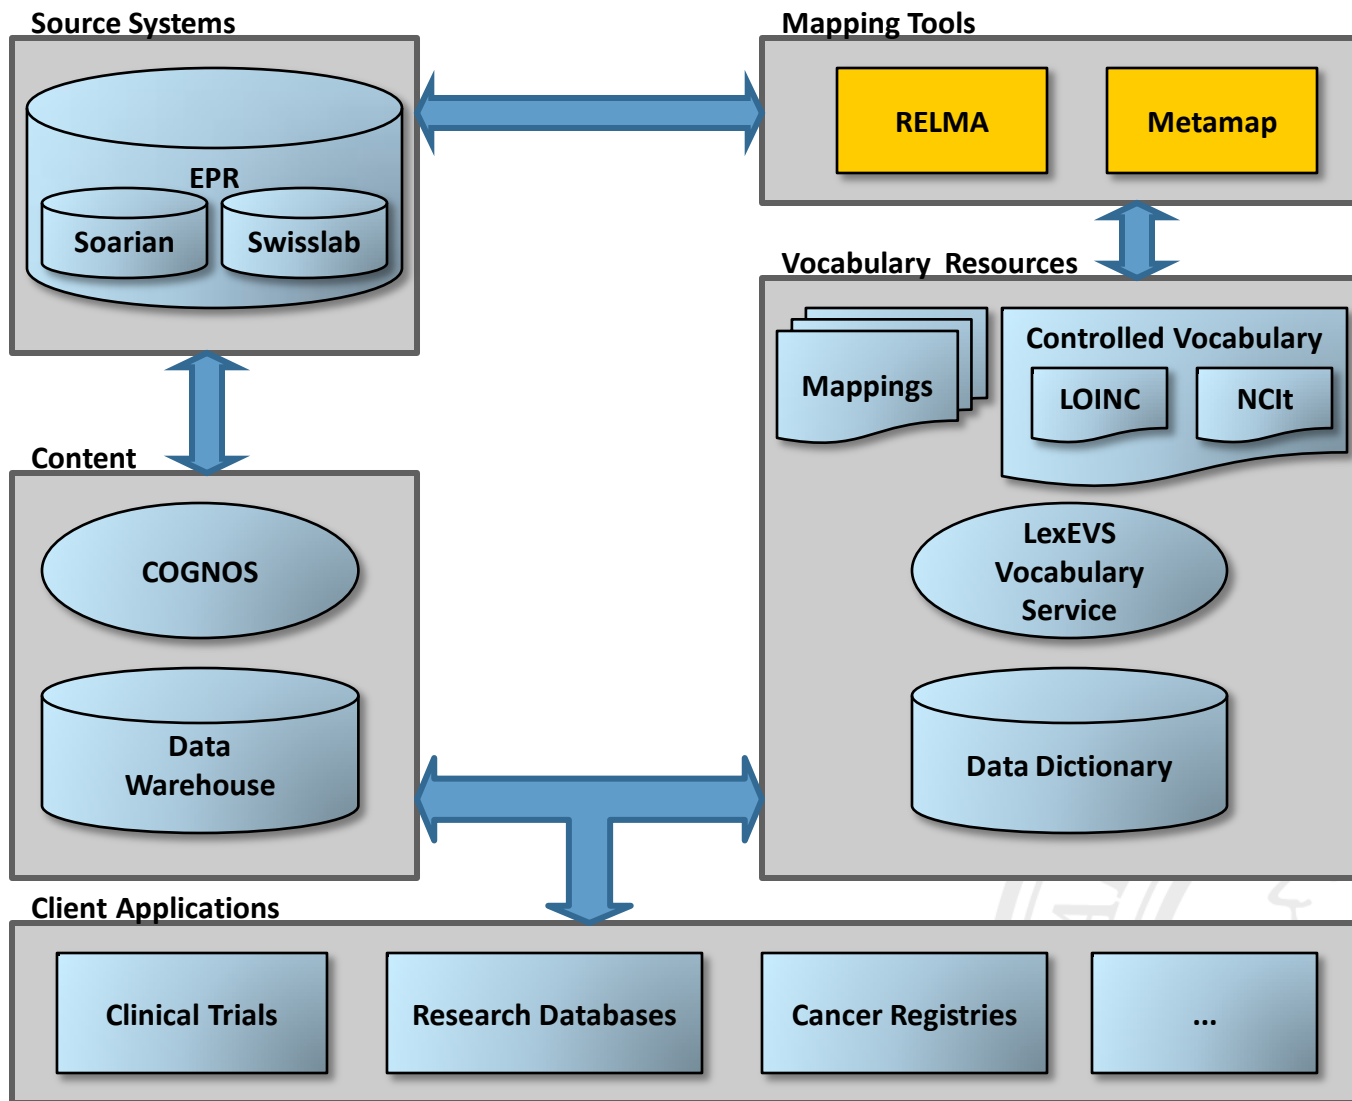 Source Systems
EPR
Soarian
Swisslab
Mapping Tools
RELMA
Metamap
Vocabulary Resources
Mappings
Controlled Vocabulary
LOINC
NCIt
LexEVS
Vocabulary
Service
Data Dictionary
Content
COGNOS
Data
Warehouse
Client Applications
Clinical Trials
Research Databases
Cancer Registries
...